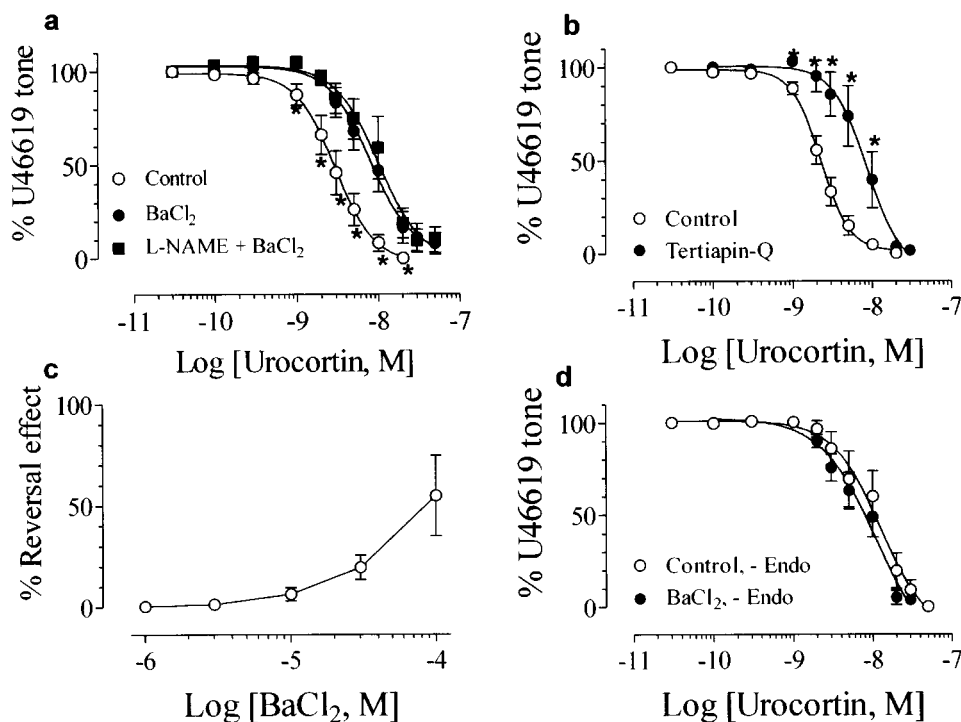 a
% U46619 tone
100
50
0
* * * * * *
Control
BaCl₂
L-NAME + BaCl₂
-11 -10 -9 -8 -7
Log [Urocortin, M]
b
% U46619 tone
100
50
0
* * * * *
Control
Tertiapin-Q
-11 -10 -9 -8 -7
Log [Urocortin, M]
c
% Reversal effect
100
50
0
-6 -5 -4
Log [BaCl₂, M]
d
% U46619 tone
100
50
0
Control, - Endo
BaCl₂, - Endo
-11 -10 -9 -8 -7
Log [Urocortin, M]